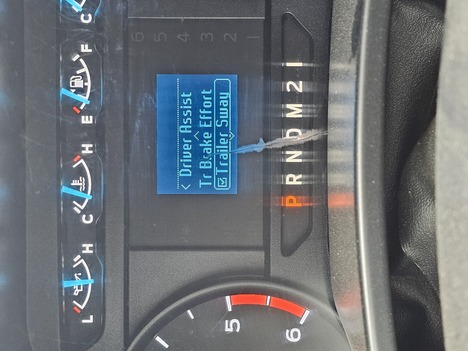 C
F
E
H
C
H
L
6 5 4 3 2 1
< Driver Assist
Tr Brake Effort
Trailer Sway
P R N D M 2 1
5
6